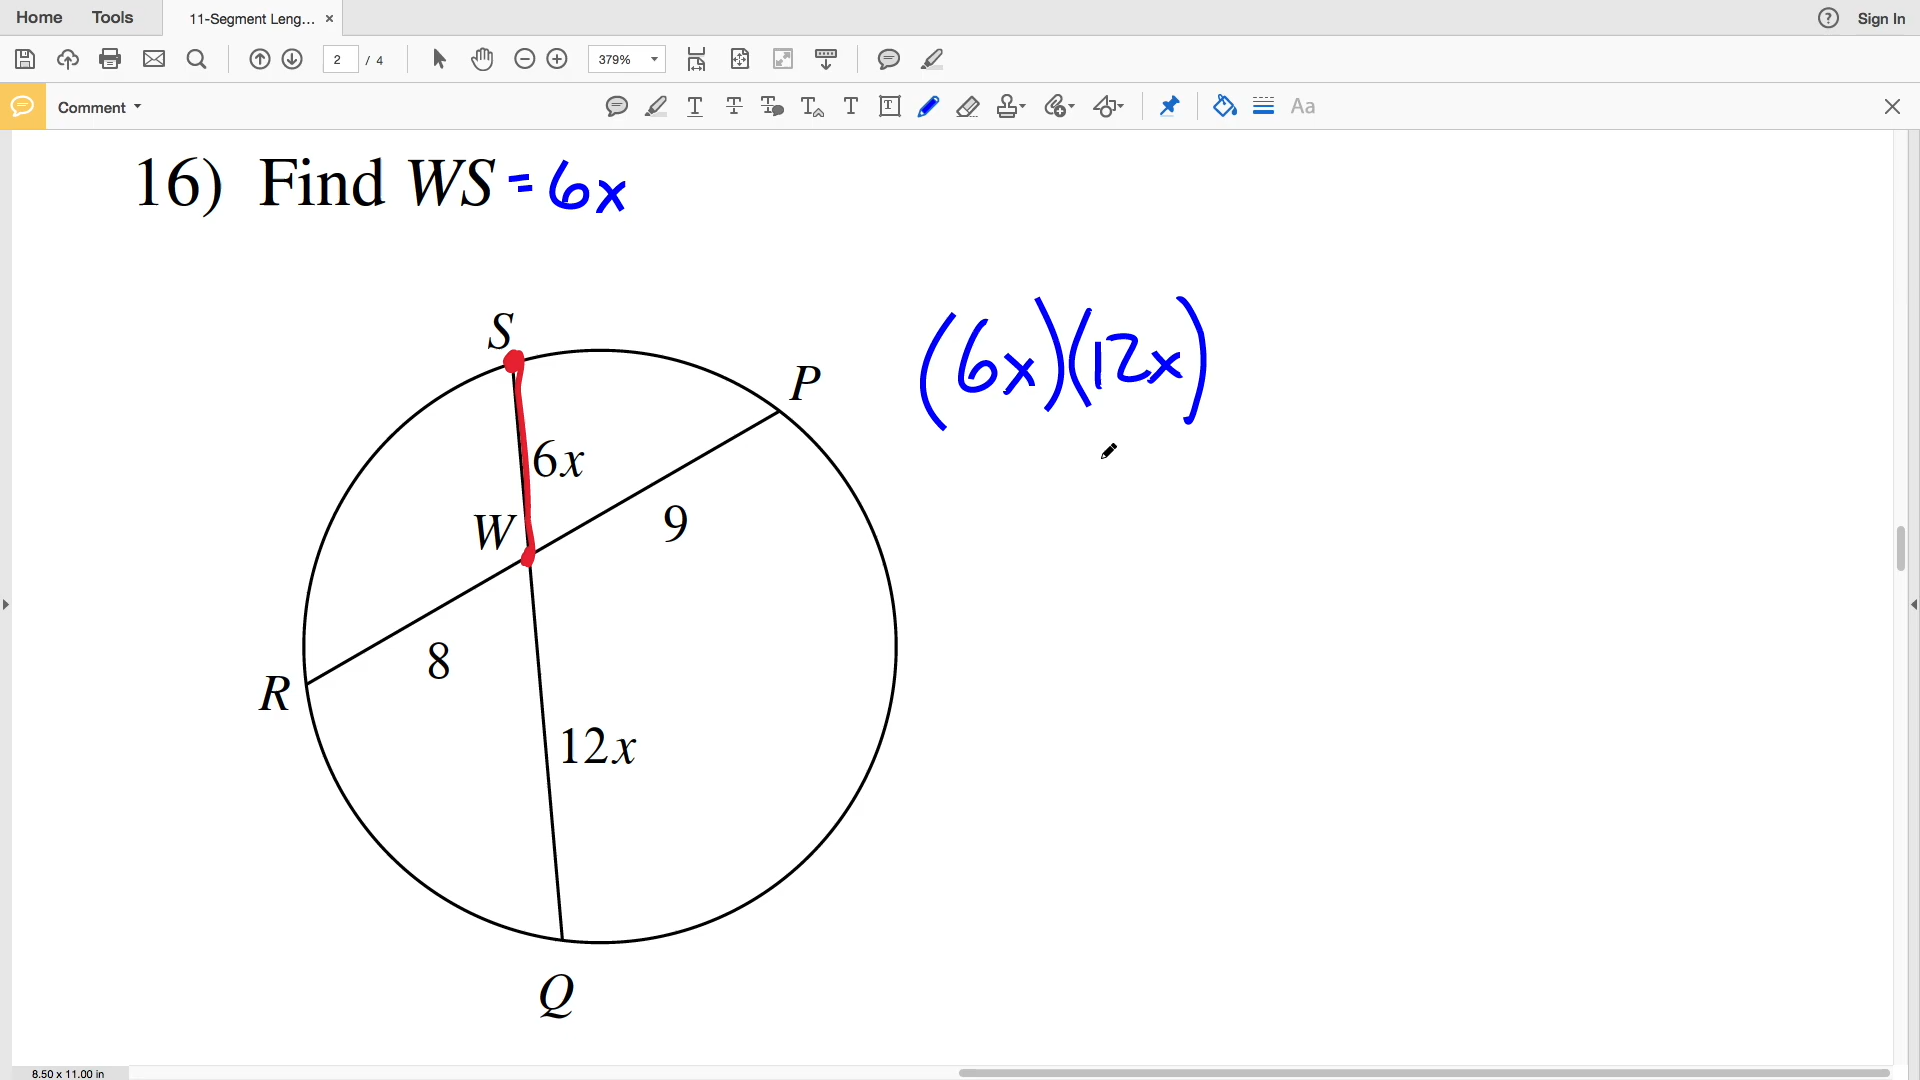 Home Tools 11-Segment Leng... × ? Sign In
2 / 4 379%
Comment T T T T T T Aa
16) Find WS = 6x
(6x)(12x)
S
P
6x
W
9
8
R
12x
Q
8.50 x 11.00 in